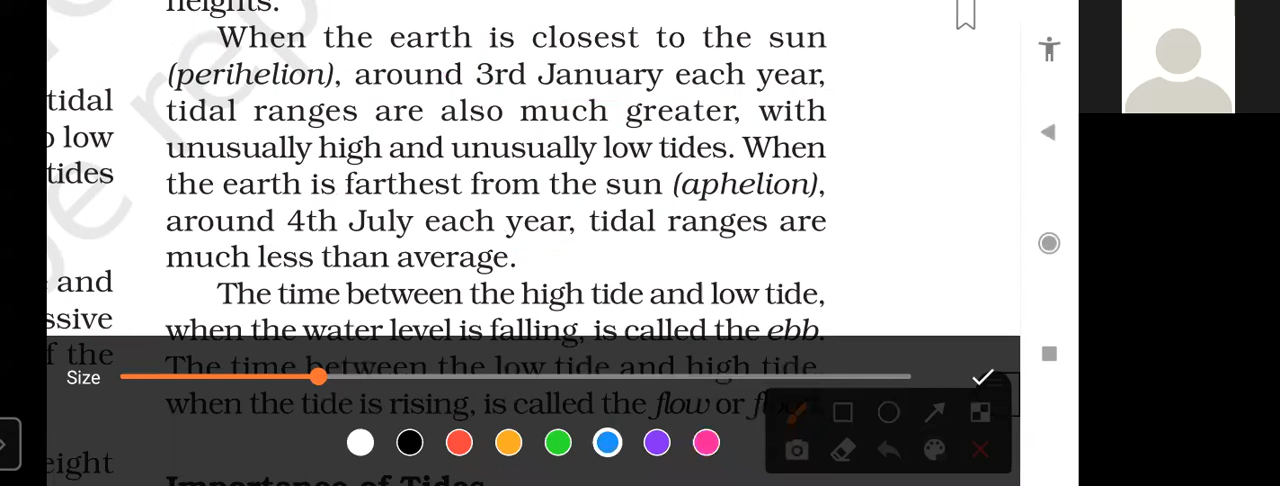 heights.
When the earth is closest to the sun
(perihelion), around 3rd January each year,
tidal ranges are also much greater, with
unusually high and unusually low tides. When
the earth is farthest from the sun (aphelion),
around 4th July each year, tidal ranges are
much less than average.
The time between the high tide and low tide,
when the water level is falling, is called the ebb.
The time between the low tide and high tide,
when the tide is rising, is called the flow or
Importance of Tides
tidal
low
tides
and
ssive
f the
eight
Size